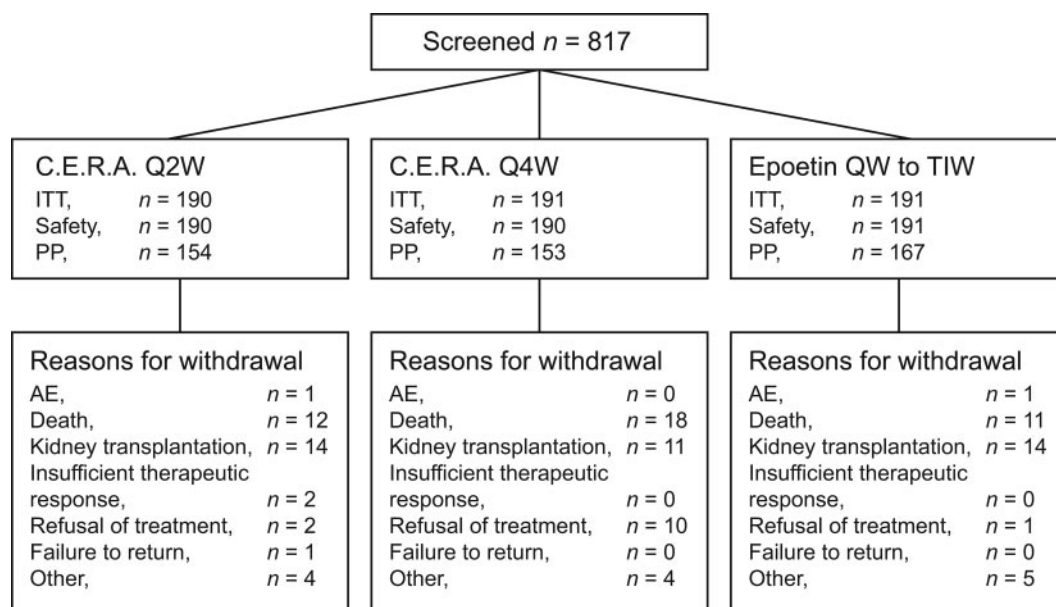 Screened n = 817
C.E.R.A. Q2W
ITT, n = 190
Safety, n = 190
PP, n = 154
C.E.R.A. Q4W
ITT, n = 191
Safety, n = 190
PP, n = 153
Epoetin QW to TIW
ITT, n = 191
Safety, n = 191
PP, n = 167
Reasons for withdrawal
AE, n = 1
Death, n = 12
Kidney transplantation, n = 14
Insufficient therapeutic
response, n = 2
Refusal of treatment, n = 2
Failure to return, n = 1
Other, n = 4
Reasons for withdrawal
AE, n = 0
Death, n = 18
Kidney transplantation, n = 11
Insufficient therapeutic
response, n = 0
Refusal of treatment, n = 10
Failure to return, n = 0
Other, n = 4
Reasons for withdrawal
AE, n = 1
Death, n = 11
Kidney transplantation, n = 14
Insufficient therapeutic
response, n = 0
Refusal of treatment, n = 1
Failure to return, n = 0
Other, n = 5